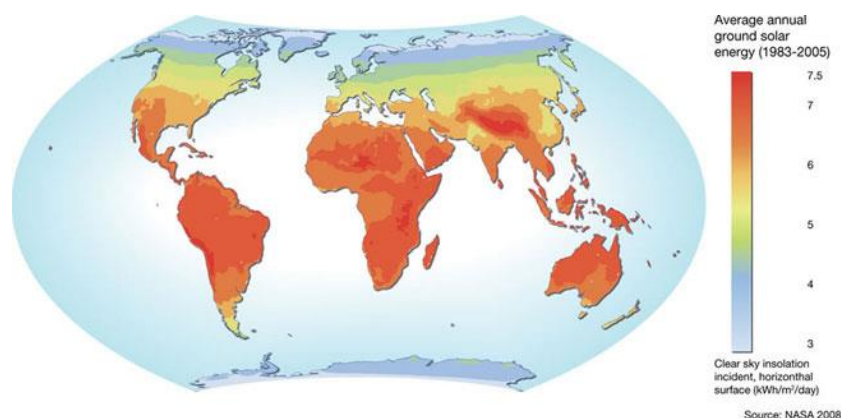 Average annual
ground solar
energy (1983-2005)
7.5
7
6
5
4
3
Clear sky insolation
incident, horizonthal
surface (kWh/m²/day)
Source: NASA 2008